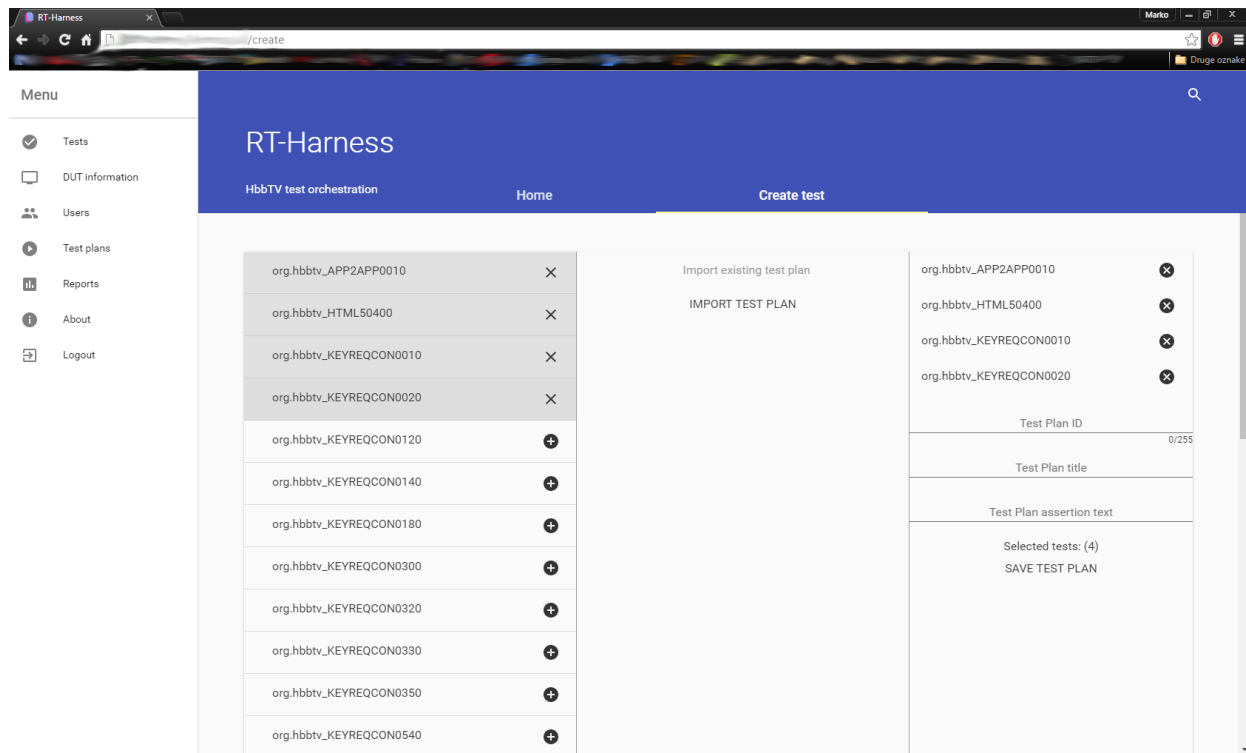 RT-Harness
Marko
/create
Druge oznake
Menu
Tests
DUT information
Users
Test plans
Reports
About
Logout
RT-Harness
HbbTV test orchestration
Home
Create test
org.hbbtv_APP2APP0010
org.hbbtv_HTML50400
org.hbbtv_KEYREQCON0010
org.hbbtv_KEYREQCON0020
org.hbbtv_KEYREQCON0120
org.hbbtv_KEYREQCON0140
org.hbbtv_KEYREQCON0180
org.hbbtv_KEYREQCON0300
org.hbbtv_KEYREQCON0320
org.hbbtv_KEYREQCON0330
org.hbbtv_KEYREQCON0350
org.hbbtv_KEYREQCON0540
Import existing test plan
IMPORT TEST PLAN
org.hbbtv_APP2APP0010
org.hbbtv_HTML50400
org.hbbtv_KEYREQCON0010
org.hbbtv_KEYREQCON0020
Test Plan ID
0/255
Test Plan title
Test Plan assertion text
Selected tests: (4)
SAVE TEST PLAN